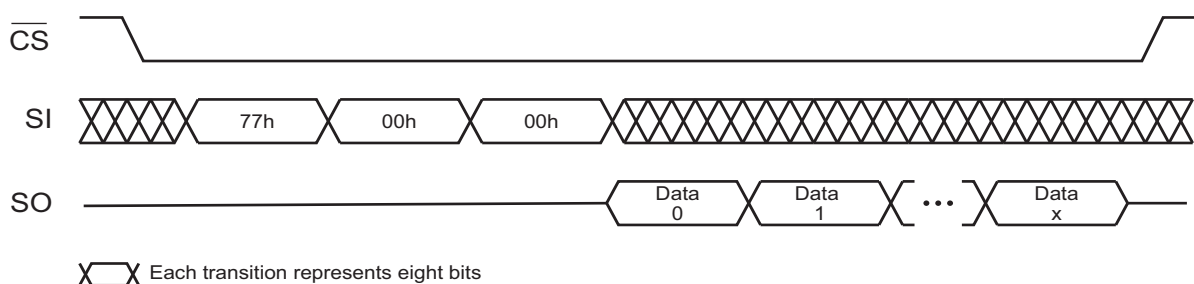 CS
SI 77h 00h 00h
SO Data 0 Data 1 ••• Data x
Each transition represents eight bits